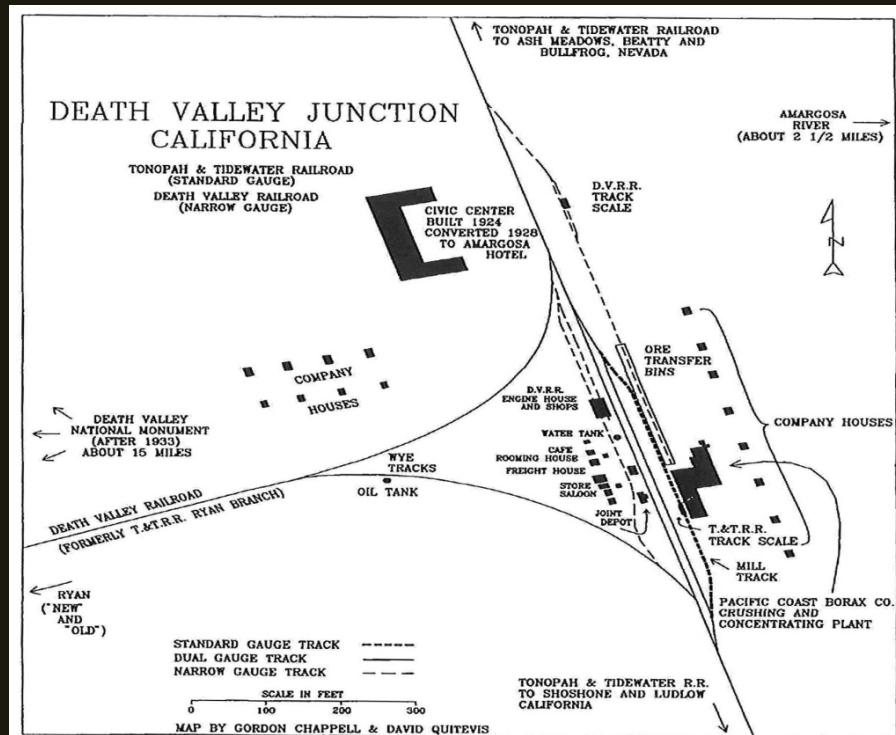 TONOPAH & TIDEWATER RAILROAD
TO ASH MEADOWS, BEATTY AND
BULLFROG, NEVADA
DEATH VALLEY JUNCTION
CALIFORNIA
TONOPAH & TIDEWATER RAILROAD
(STANDARD GAUGE)
DEATH VALLEY RAILROAD
(NARROW GAUGE)
AMARGOSA
RIVER
(ABOUT 2 1/2 MILES)
D.V.R.R.
TRACK
SCALE
CIVIC CENTER
BUILT 1924
CONVERTED 1928
TO AMARGOSA
HOTEL
N
ORE
TRANSFER
BINS
COMPANY
HOUSES
D.V.R.R.
ENGINE HOUSE
AND SHOPS
COMPANY HOUSES
DEATH VALLEY
NATIONAL MONUMENT
(AFTER 1933)
ABOUT 15 MILES
WATER TANK
CAFE
ROOMING HOUSE
FREIGHT HOUSE
STORE
SALOON
JOINT
DEPOT
WYE
TRACKS
OIL TANK
DEATH VALLEY RAILROAD
(FORMERLY T.&T.R.R. RYAN BRANCH)
T.&T.R.R.
TRACK SCALE
MILL
TRACK
RYAN
("NEW"
AND
"OLD")
PACIFIC COAST BORAX CO.
CRUSHING AND
CONCENTRATING PLANT
STANDARD GAUGE TRACK
DUAL GAUGE TRACK
NARROW GAUGE TRACK
SCALE IN FEET
0 100 200 300
MAP BY GORDON CHAPPELL & DAVID QUITEVIS
TONOPAH & TIDEWATER R.R.
TO SHOSHONE AND LUDLOW
CALIFORNIA